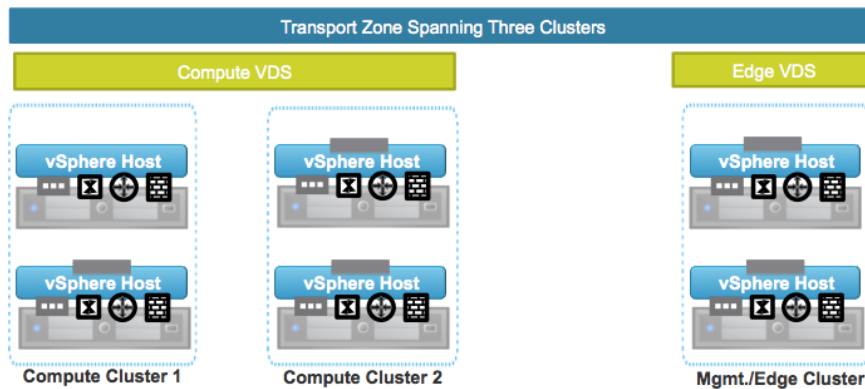 Transport Zone Spanning Three Clusters
Compute VDS
Edge VDS
vSphere Host
vSphere Host
vSphere Host
vSphere Host
vSphere Host
vSphere Host
Compute Cluster 1
Compute Cluster 2
Mgmt./Edge Cluster